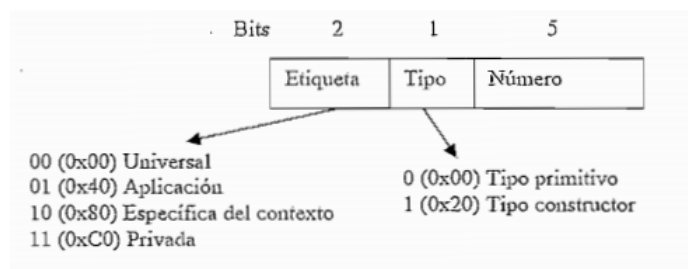 Bits 2 1 5
Etiqueta Tipo Número
00 (0x00) Universal
01 (0x40) Aplicación
10 (0x80) Específica del contexto
11 (0xC0) Privada
0 (0x00) Tipo primitivo
1 (0x20) Tipo constructor